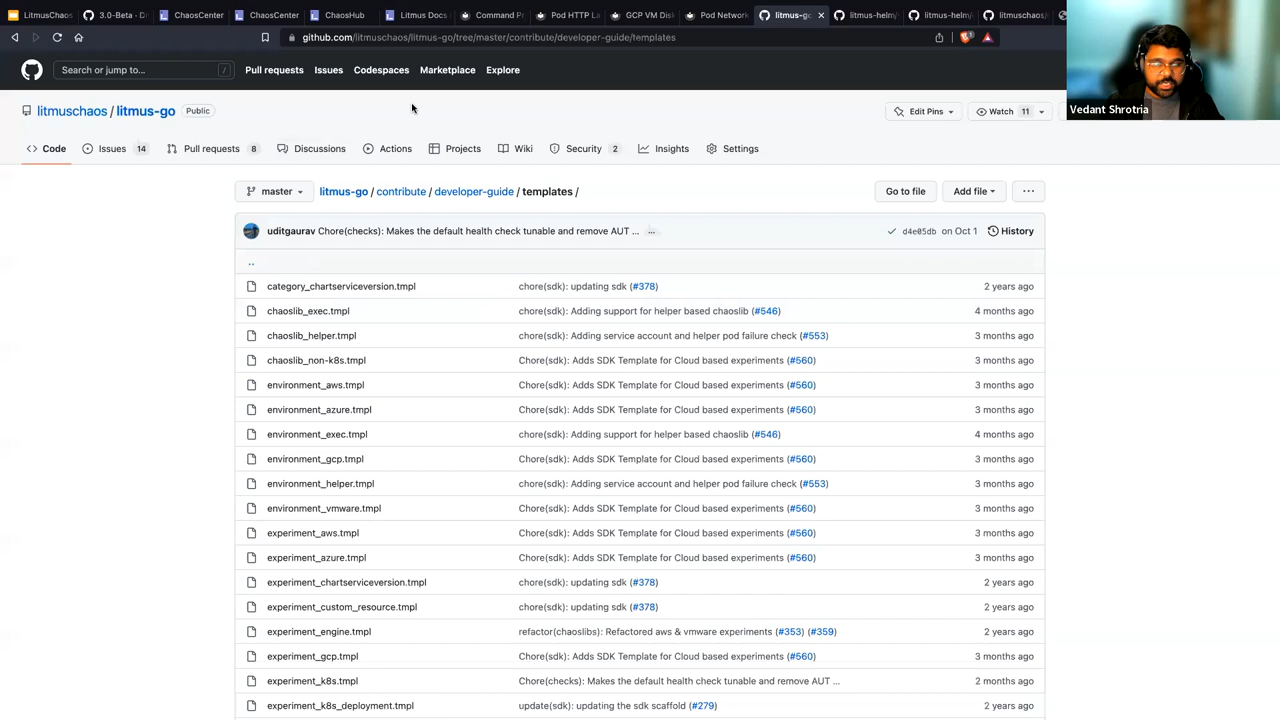 LitmusChaos
3.0-Beta - Di
ChaosCenter
ChaosCenter
ChaosHub
Litmus Docs
Command Pr
Pod HTTP La
GCP VM Disk
Pod Network
litmus-go
litmus-helm/
litmus-helm/
litmuschaos/
github.com/litmuschaos/litmus-go/tree/master/contribute/developer-guide/templates
Search or jump to...
/
Pull requests
Issues
Codespaces
Marketplace
Explore
Vedant Shrotria
litmuschaos / litmus-go
Public
Edit Pins
Watch 11
Code
Issues 14
Pull requests 8
Discussions
Actions
Projects
Wiki
Security 2
Insights
Settings
master
litmus-go / contribute / developer-guide / templates /
Go to file
Add file
...
uditgaurav Chore(checks): Makes the default health check tunable and remove AUT ... ...
d4e05db on Oct 1
History
..
category_chartserviceversion.tmpl chore(sdk): updating sdk (#378) 2 years ago
chaoslib_exec.tmpl chore(sdk): Adding support for helper based chaoslib (#546) 4 months ago
chaoslib_helper.tmpl chore(sdk): Adding service account and helper pod failure check (#553) 3 months ago
chaoslib_non-k8s.tmpl Chore(sdk): Adds SDK Template for Cloud based experiments (#560) 3 months ago
environment_aws.tmpl Chore(sdk): Adds SDK Template for Cloud based experiments (#560) 3 months ago
environment_azure.tmpl Chore(sdk): Adds SDK Template for Cloud based experiments (#560) 3 months ago
environment_exec.tmpl chore(sdk): Adding support for helper based chaoslib (#546) 4 months ago
environment_gcp.tmpl Chore(sdk): Adds SDK Template for Cloud based experiments (#560) 3 months ago
environment_helper.tmpl chore(sdk): Adding service account and helper pod failure check (#553) 3 months ago
environment_vmware.tmpl Chore(sdk): Adds SDK Template for Cloud based experiments (#560) 3 months ago
experiment_aws.tmpl Chore(sdk): Adds SDK Template for Cloud based experiments (#560) 3 months ago
experiment_azure.tmpl Chore(sdk): Adds SDK Template for Cloud based experiments (#560) 3 months ago
experiment_chartserviceversion.tmpl chore(sdk): updating sdk (#378) 2 years ago
experiment_custom_resource.tmpl chore(sdk): updating sdk (#378) 2 years ago
experiment_engine.tmpl refactor(chaoslibs): Refactored aws & vmware experiments (#353) (#359) 2 years ago
experiment_gcp.tmpl Chore(sdk): Adds SDK Template for Cloud based experiments (#560) 3 months ago
experiment_k8s.tmpl Chore(checks): Makes the default health check tunable and remove AUT ... 2 months ago
experiment_k8s_deployment.tmpl update(sdk): updating the sdk scaffold (#279) 2 years ago